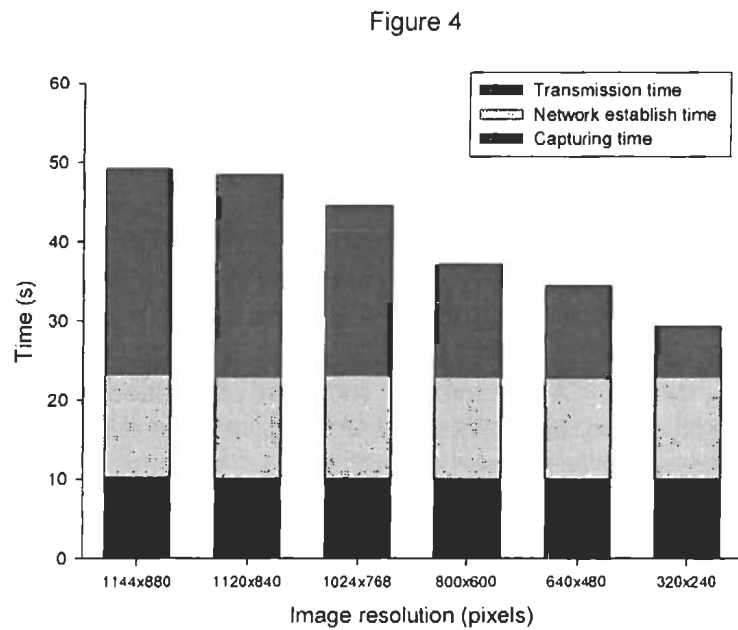 Figure 4
Transmission time
Network establish time
Capturing time
60
50
40
30
20
10
0
Time (s)
1144x880 1120x840 1024x768 800x600 640x480 320x240
Image resolution (pixels)